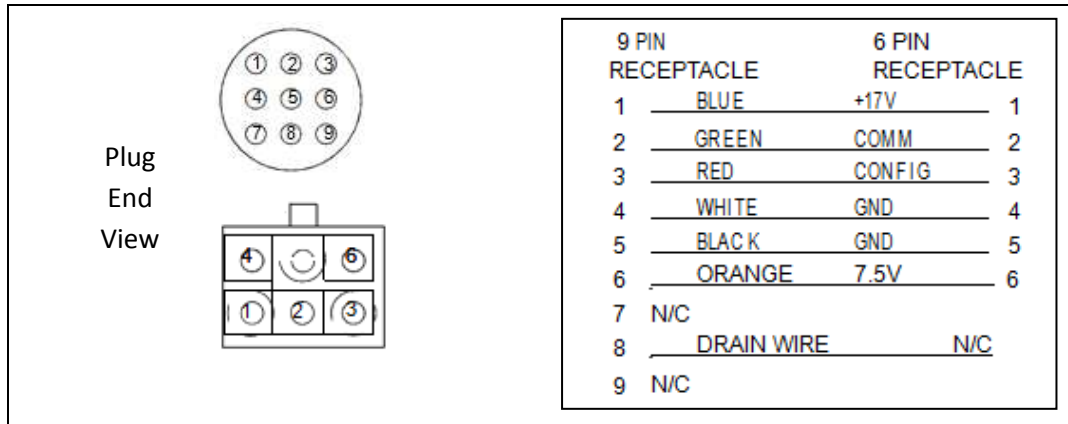 1 2 3
4 5 6
7 8 9
Plug
End
View
4 6
1 2 3
9 PIN 6 PIN
RECEPTACLE RECEPTACLE
1 BLUE +17V 1
2 GREEN COMM 2
3 RED CONFIG 3
4 WHITE GND 4
5 BLACK GND 5
6 ORANGE 7.5V 6
7 N/C
8 DRAIN WIRE N/C
9 N/C